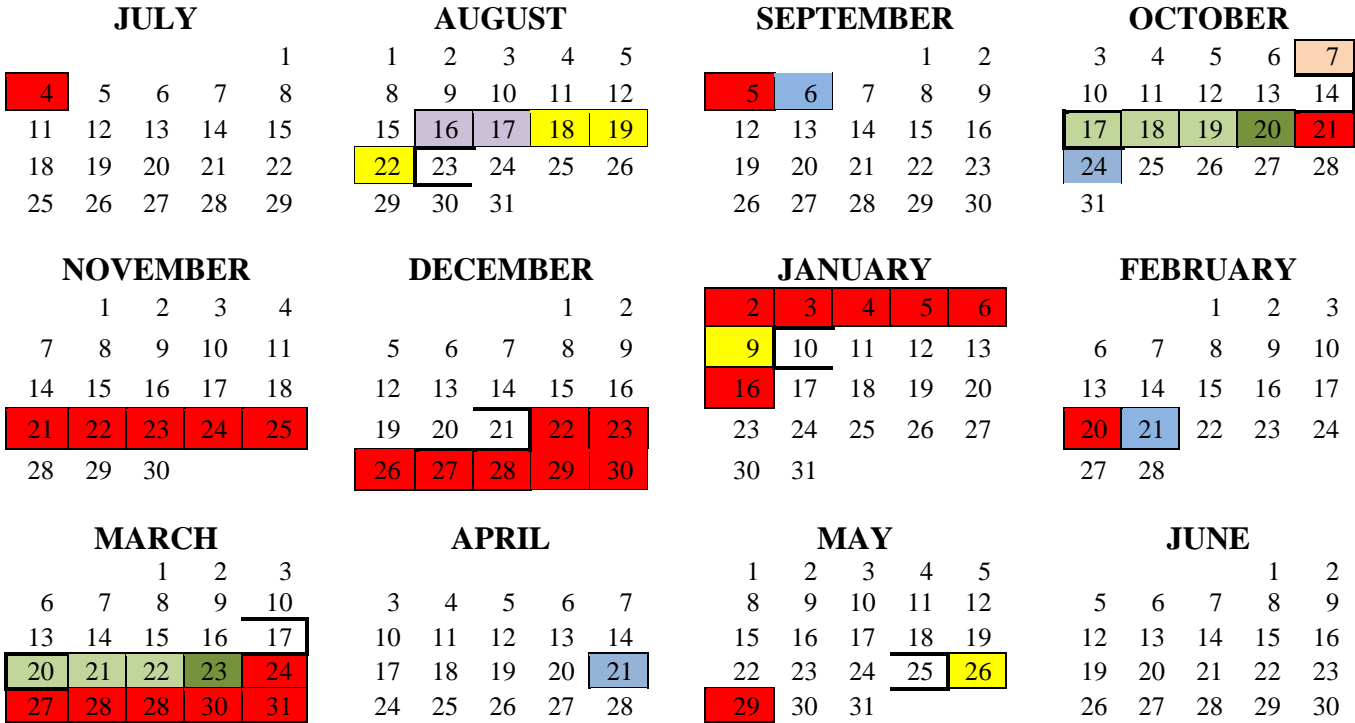 JULY AUGUST SEPTEMBER OCTOBER
1 1 2 3 4 5 1 2 3 4 5 6 7
4 5 6 7 8 8 9 10 11 12 5 6 7 8 9 10 11 12 13 14
11 12 13 14 15 15 16 17 18 19 12 13 14 15 16 17 18 19 20 21
18 19 20 21 22 22 23 24 25 26 19 20 21 22 23 24 25 26 27 28
25 26 27 28 29 29 30 31 26 27 28 29 30 31
NOVEMBER DECEMBER JANUARY FEBRUARY
1 2 3 4 1 2 2 3 4 5 6 1 2 3
7 8 9 10 11 5 6 7 8 9 9 10 11 12 13 6 7 8 9 10
14 15 16 17 18 12 13 14 15 16 16 17 18 19 20 13 14 15 16 17
21 22 23 24 25 19 20 21 22 23 23 24 25 26 27 20 21 22 23 24
28 29 30 26 27 28 29 30 30 31 27 28
MARCH APRIL MAY JUNE
1 2 3 1 2 3 4 5 1 2
6 7 8 9 10 3 4 5 6 7 8 9 10 11 12 5 6 7 8 9
13 14 15 16 17 10 11 12 13 14 15 16 17 18 19 12 13 14 15 16
20 21 22 23 24 17 18 19 20 21 22 23 24 25 26 19 20 21 22 23
27 28 28 30 31 24 25 26 27 28 29 30 31 26 27 28 29 30